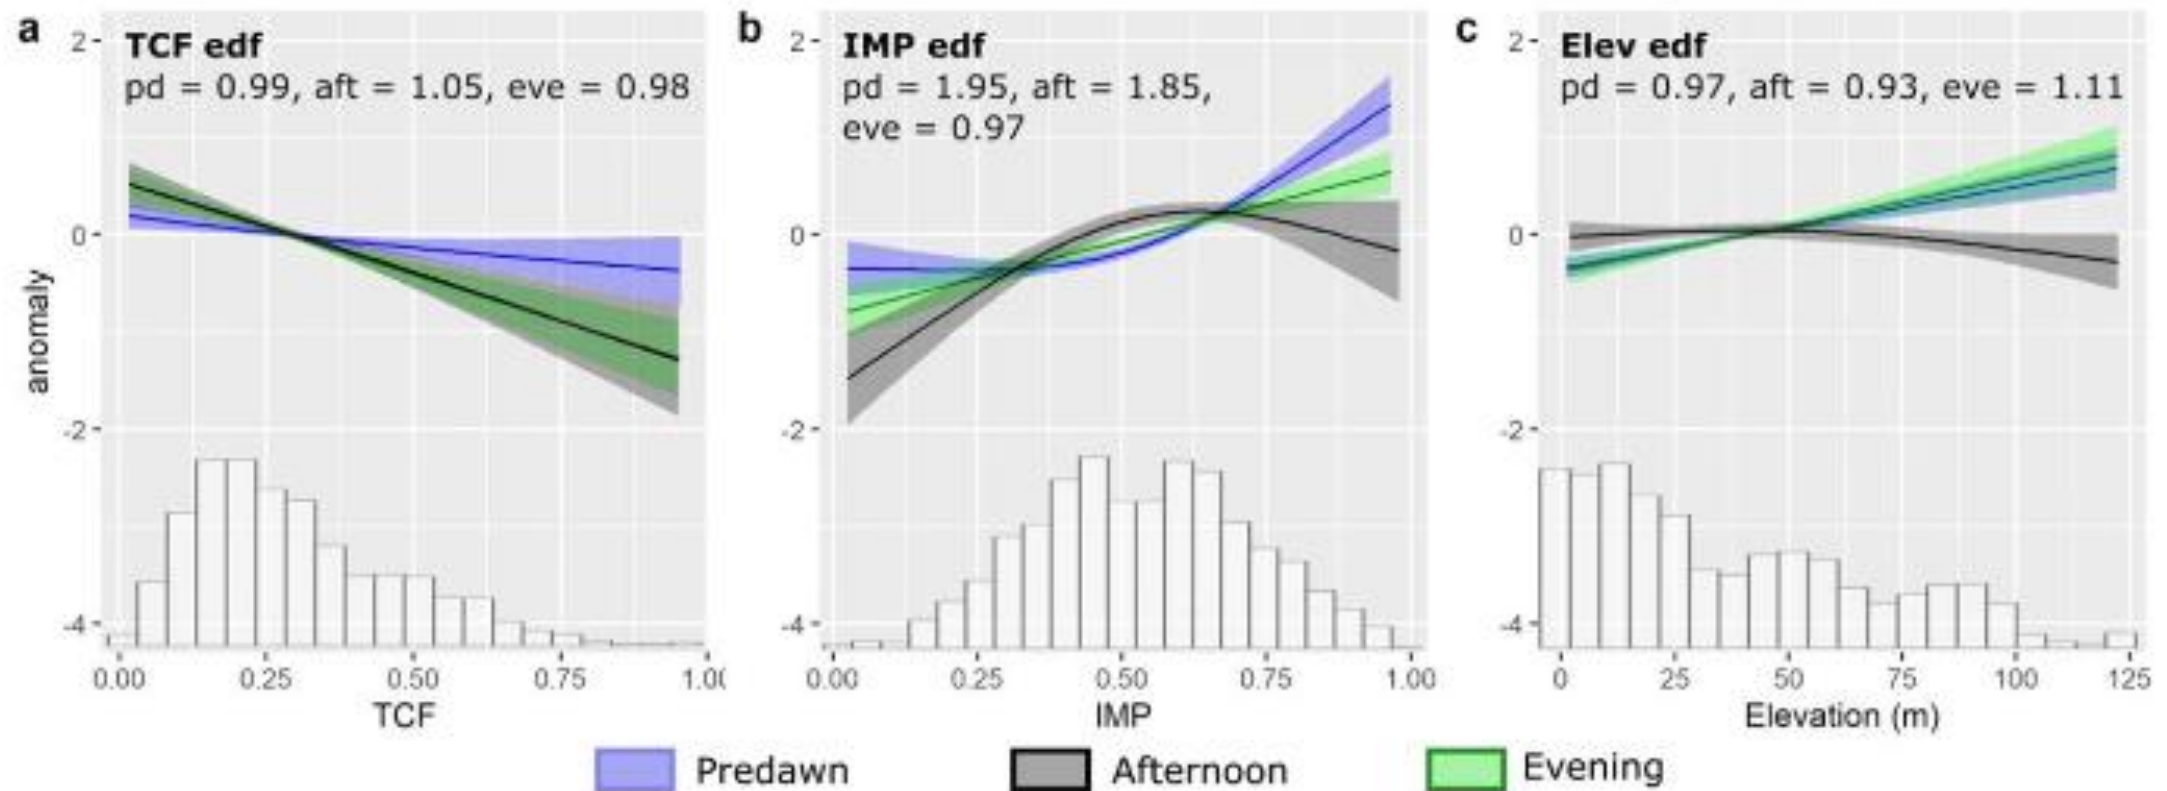 a
TCF edf
pd = 0.99, aft = 1.05, eve = 0.98
2
0
-2
-4
anomaly
0.00 0.25 0.50 0.75 1.00
TCF
b
IMP edf
pd = 1.95, aft = 1.85,
eve = 0.97
2
0
-2
-4
0.00 0.25 0.50 0.75 1.00
IMP
c
Elev edf
pd = 0.97, aft = 0.93, eve = 1.11
2
0
-2
-4
0 25 50 75 100 125
Elevation (m)
Predawn Afternoon Evening